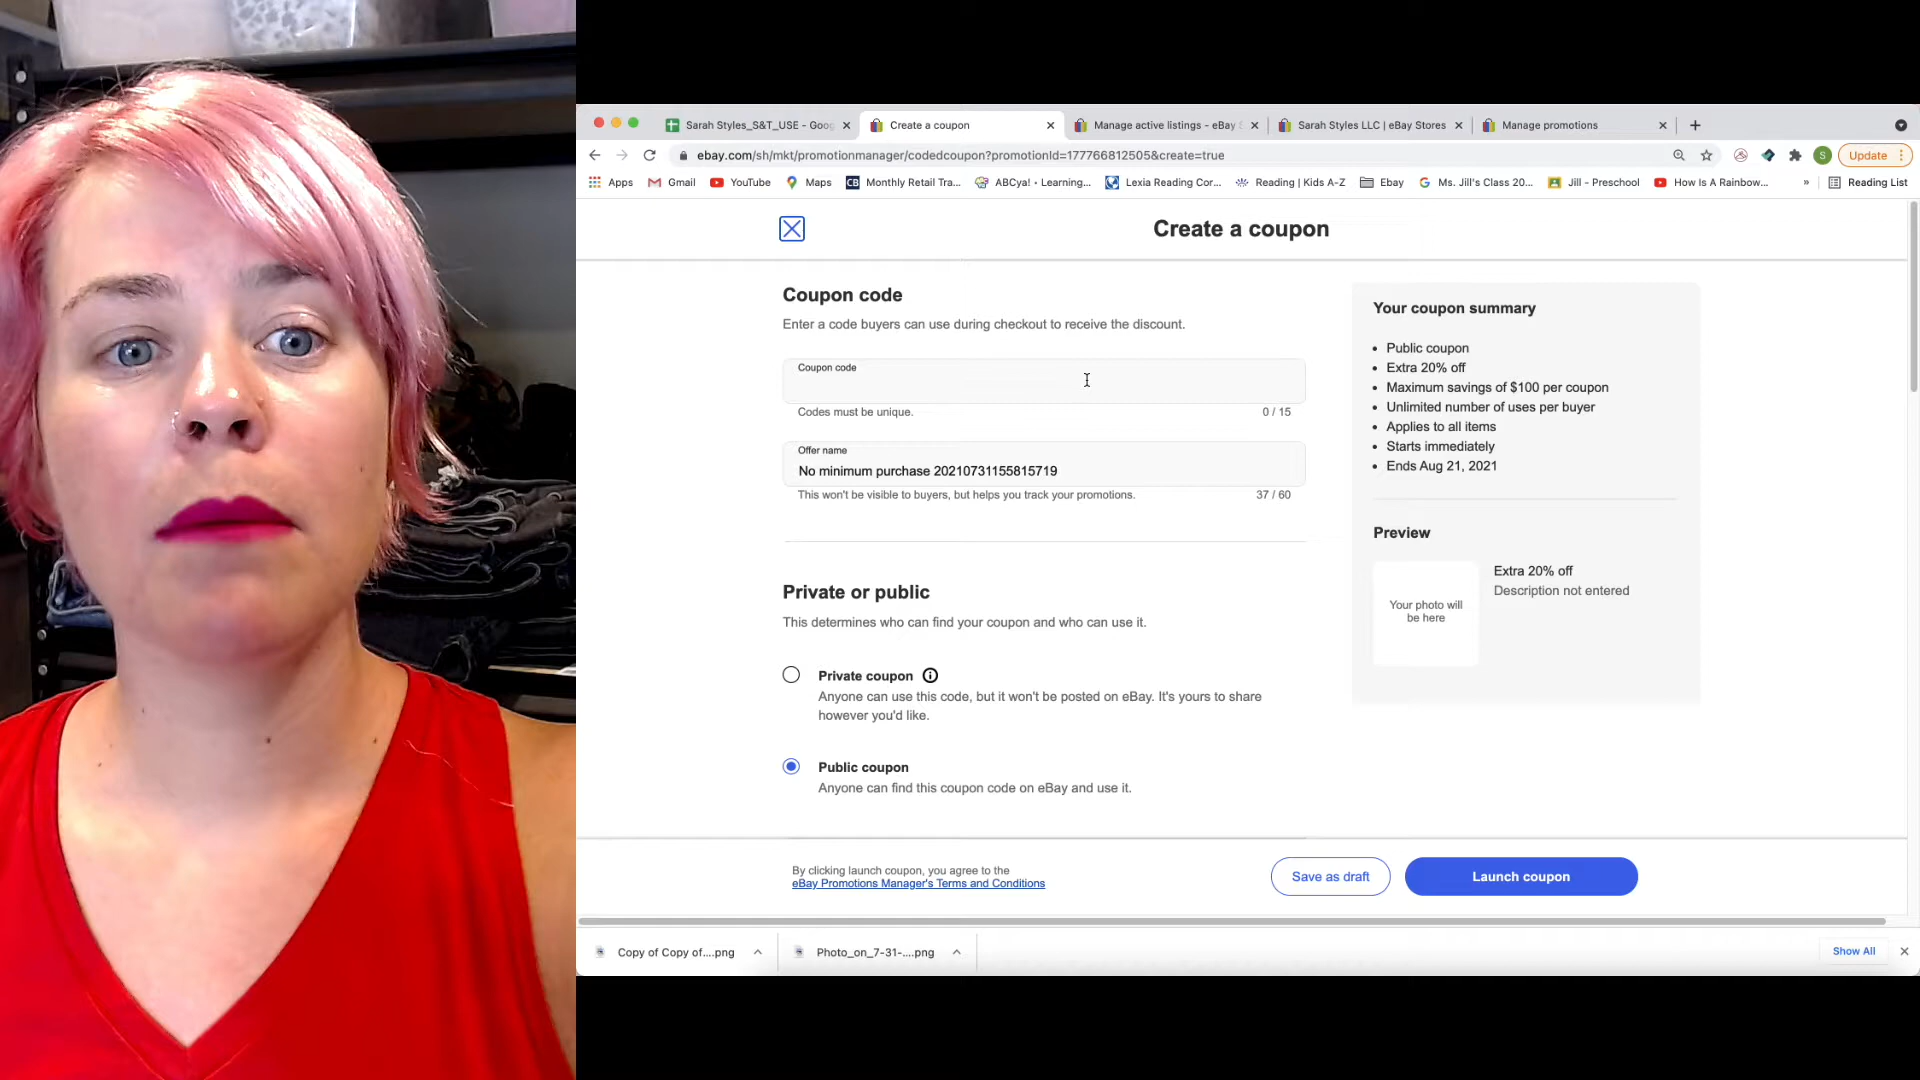 Sarah Styles_S&T_USE - Goog
Create a coupon
Manage active listings - eBay S
Sarah Styles LLC | eBay Stores
Manage promotions
ebay.com/sh/mkt/promotionmanager/codedcoupon?promotionId=177766812505&create=true
S
Update
Apps
Gmail
YouTube
Maps
CB
Monthly Retail Tra...
ABCya! • Learning...
Lexia Reading Cor...
Reading | Kids A-Z
Ebay
Ms. Jill's Class 20...
Jill - Preschool
How Is A Rainbow...
»
Reading List
Create a coupon
Coupon code
Enter a code buyers can use during checkout to receive the discount.
Coupon code
Codes must be unique.
0 / 15
Offer name
No minimum purchase 20210731155815719
This won't be visible to buyers, but helps you track your promotions.
37 / 60
Private or public
This determines who can find your coupon and who can use it.
Private coupon
Anyone can use this code, but it won't be posted on eBay. It's yours to share
however you'd like.
Public coupon
Anyone can find this coupon code on eBay and use it.
Your coupon summary
• Public coupon
• Extra 20% off
• Maximum savings of $100 per coupon
• Unlimited number of uses per buyer
• Applies to all items
• Starts immediately
• Ends Aug 21, 2021
Preview
Your photo will
be here
Extra 20% off
Description not entered
By clicking launch coupon, you agree to the
eBay Promotions Manager's Terms and Conditions
Save as draft
Launch coupon
Copy of Copy of....png
Photo_on_7-31-....png
Show All